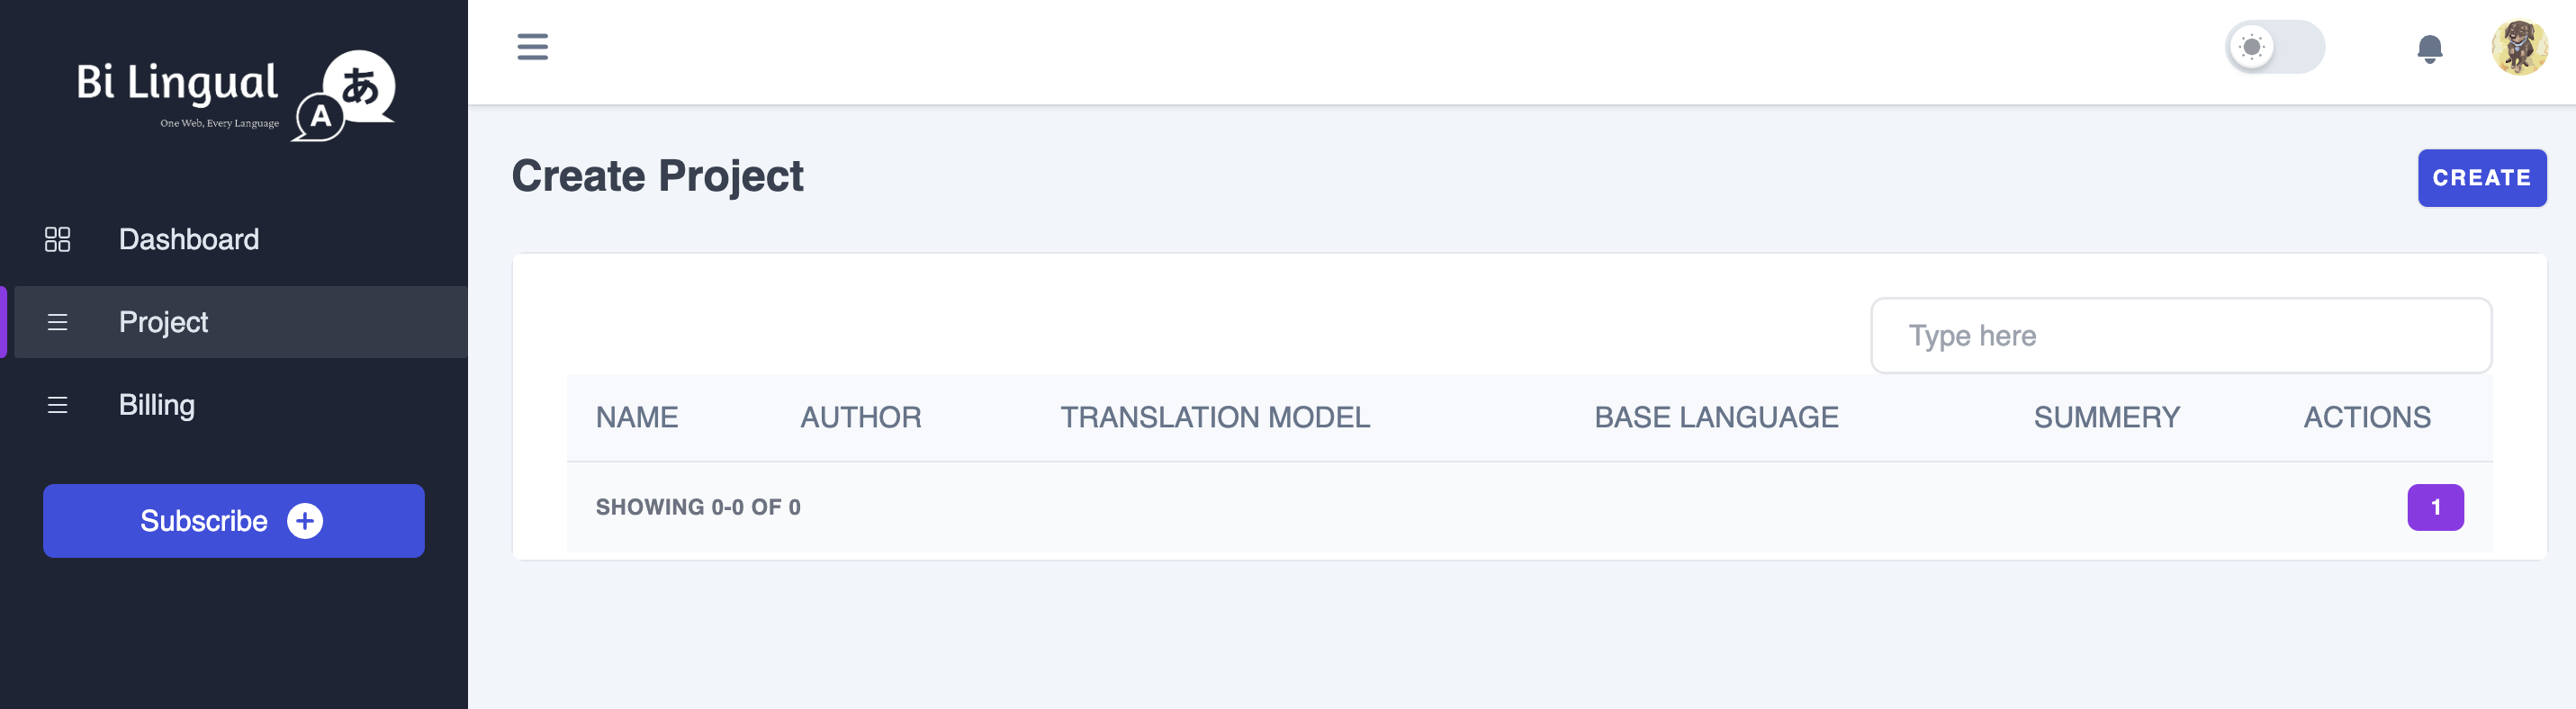 Bi Lingual
One Web, Every Language
A あ
Dashboard
Project
Billing
Subscribe
Create Project
CREATE
Type here
NAME AUTHOR TRANSLATION MODEL BASE LANGUAGE SUMMERY ACTIONS
SHOWING 0-0 OF 0
1